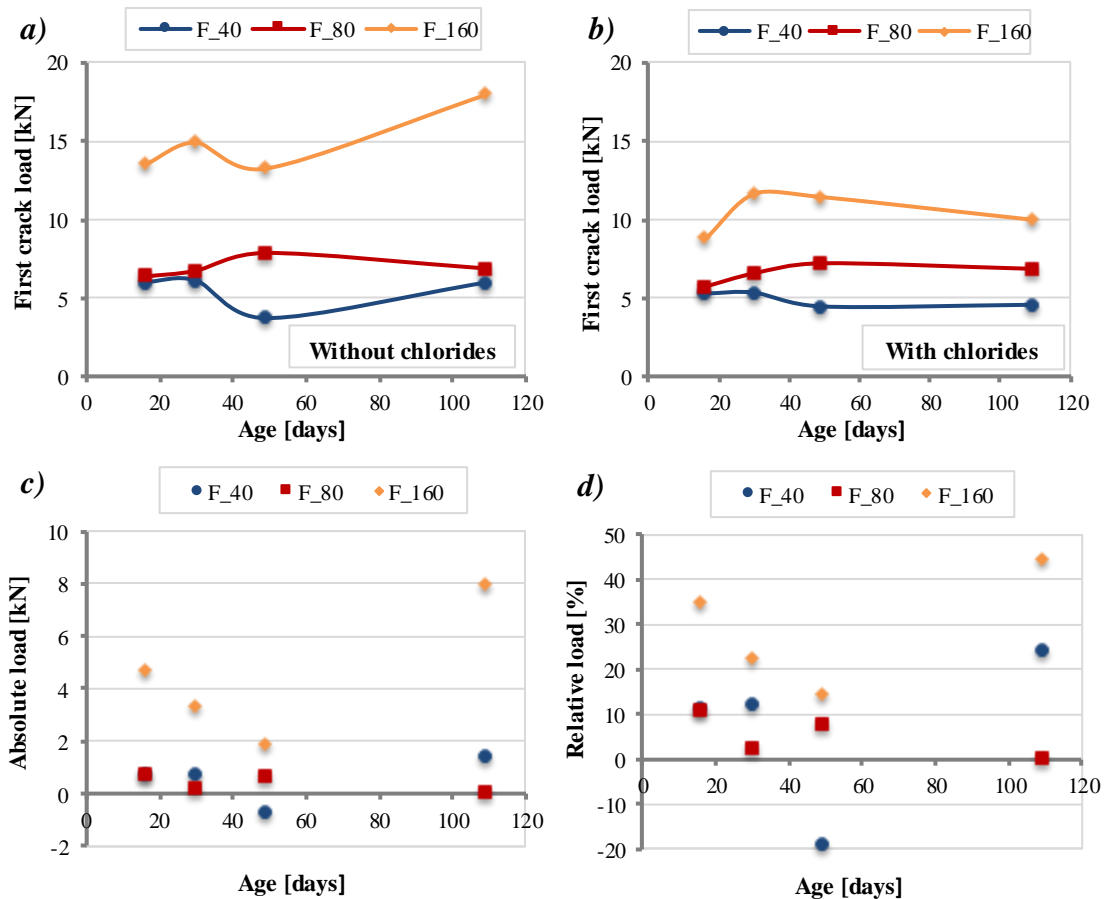 a)
F_40 F_80 F_160
First crack load [kN]
20
15
10
5
0
0 20 40 60 80 100 120
Without chlorides
Age [days]
b)
F_40 F_80 F_160
First crack load [kN]
20
15
10
5
0
0 20 40 60 80 100 120
With chlorides
Age [days]
c)
F_40 F_80 F_160
Absolute load [kN]
10
8
6
4
2
0
-2
0 20 40 60 80 100 120
Age [days]
d)
F_40 F_80 F_160
Relative load [%]
50
40
30
20
10
0
-10
-20
0 20 40 60 80 100 120
Age [days]